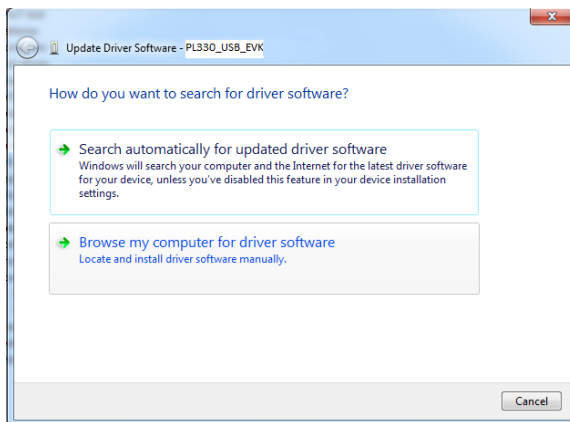 Update Driver Software - PL330_USB_EVK
How do you want to search for driver software?
Search automatically for updated driver software
Windows will search your computer and the Internet for the latest driver software
for your device, unless you've disabled this feature in your device installation
settings.
Browse my computer for driver software
Locate and install driver software manually.
Cancel